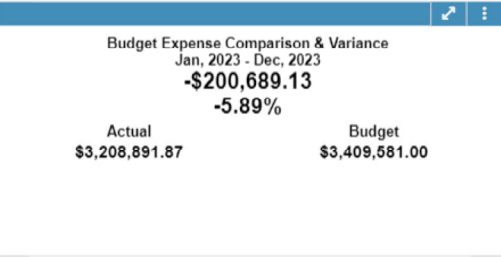 Budget Expense Comparison & Variance
Jan, 2023 - Dec, 2023
-$200,689.13
-5.89%
Actual
Budget
$3,208,891.87
$3,409,581.00